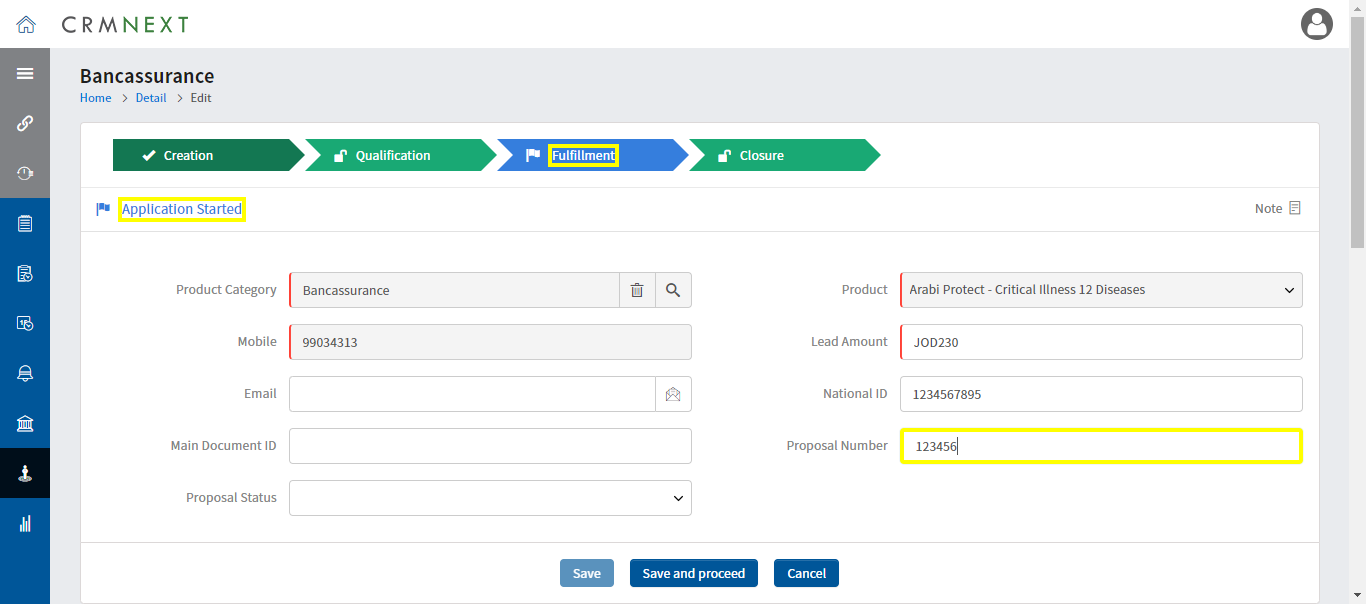 CRMNEXT
Bancassurance
Home > Detail > Edit
Creation Qualification Fulfillment Closure
Application Started Note
Product Category Bancassurance Product Arabi Protect - Critical Illness 12 Diseases
Mobile 99034313 Lead Amount JOD230
Email National ID 1234567895
Main Document ID Proposal Number 123456
Proposal Status
Save Save and proceed Cancel